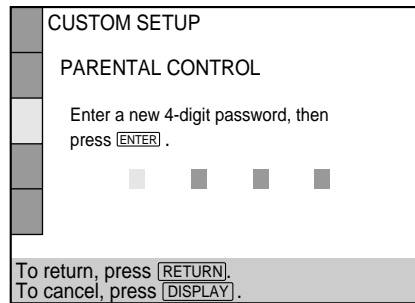 CUSTOM SETUP
PARENTAL CONTROL
Enter a new 4-digit password, then
press ENTER .
To return, press RETURN.
To cancel, press DISPLAY .